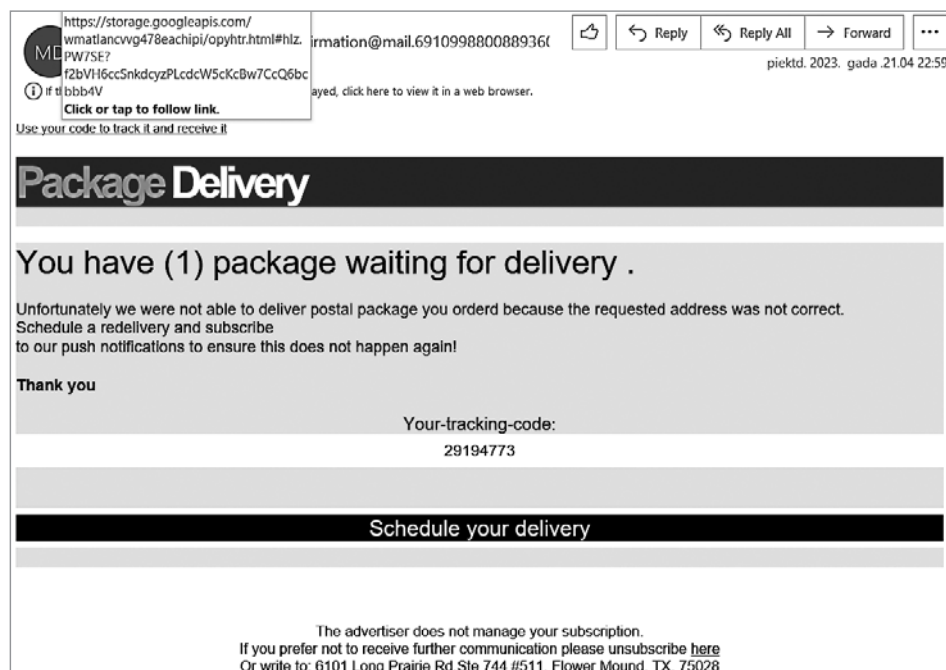 https://storage.googleapis.com/
wmatlancvvg478eachipi/opyhtr.html#hlz.
PW7SE?
f2bVH6ccSnkdcyzPLcdcW5cKcBw7CcQ6bc
bbb4V
Click or tap to follow link.
MD
irmation@mail.6910998800889360
Reply
Reply All
Forward
piektd. 2023. gada .21.04 22:59
If t
ayed, click here to view it in a web browser.
Use your code to track it and receive it
Package Delivery
You have (1) package waiting for delivery .
Unfortunately we were not able to deliver postal package you orderd because the requested address was not correct.
Schedule a redelivery and subscribe
to our push notifications to ensure this does not happen again!
Thank you
Your-tracking-code:
29194773
Schedule your delivery
The advertiser does not manage your subscription.
If you prefer not to receive further communication please unsubscribe here
Or write to: 6101 Long Prairie Rd Ste 744 #511, Flower Mound, TX, 75028